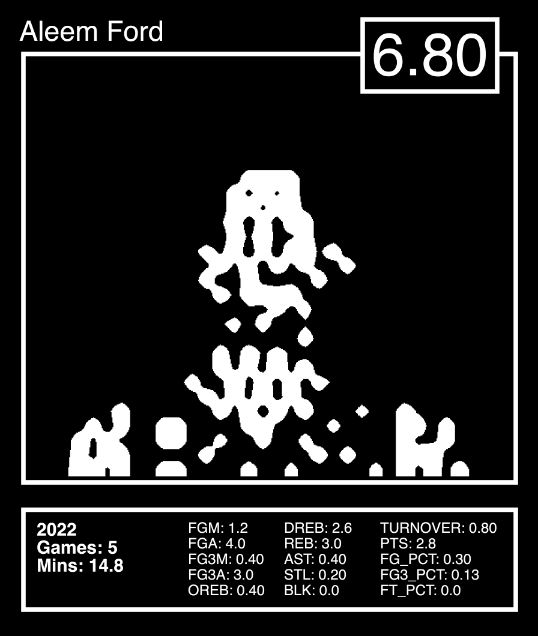 Aleem Ford
6.80
2022
Games: 5
Mins: 14.8
FGM: 1.2
FGA: 4.0
FG3M: 0.40
FG3A: 3.0
OREB: 0.40
DREB: 2.6
REB: 3.0
AST: 0.40
STL: 0.20
BLK: 0.0
TURNOVER: 0.80
PTS: 2.8
FG_PCT: 0.30
FG3_PCT: 0.13
FT_PCT: 0.0